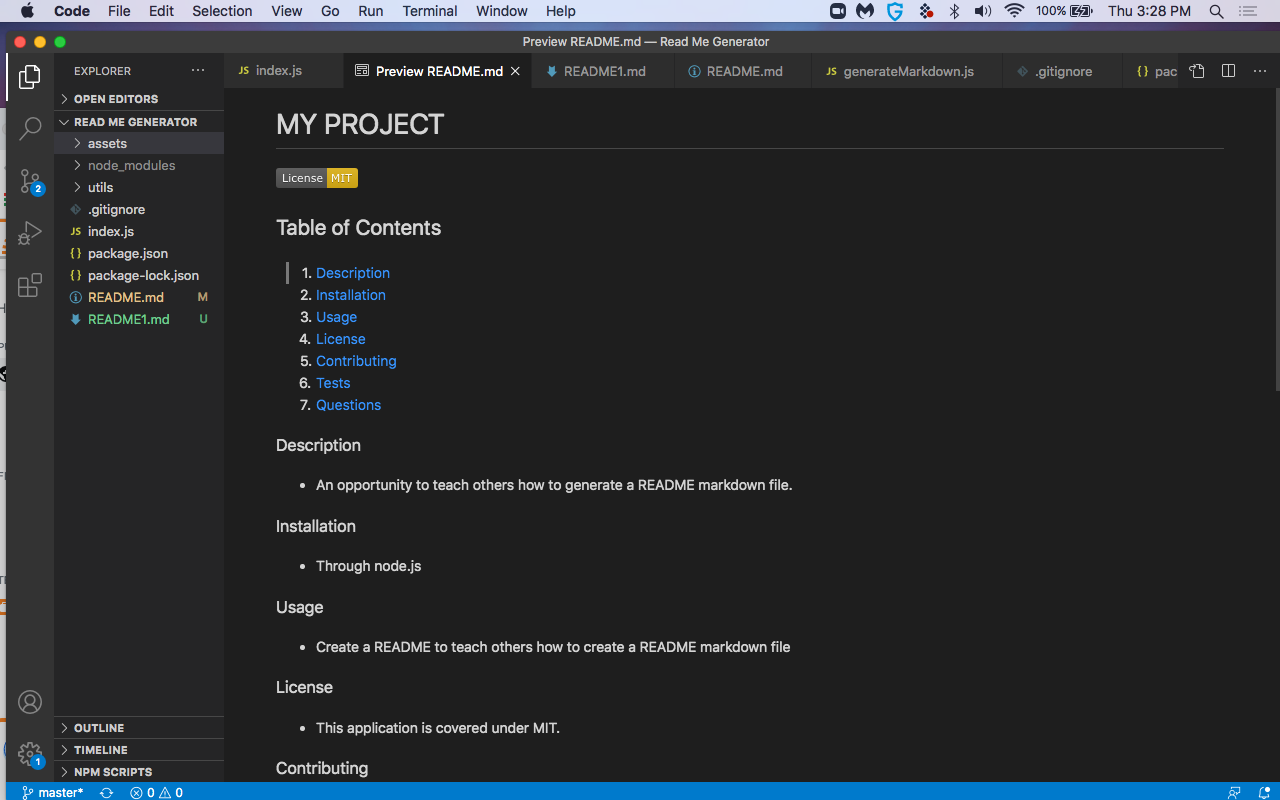 Code File Edit Selection View Go Run Terminal Window Help 100% Thu 3:28 PM
Preview README.md — Read Me Generator
EXPLORER
JS index.js
Preview README.md
README1.md
README.md
JS generateMarkdown.js
.gitignore
{} pac
OPEN EDITORS
READ ME GENERATOR
assets
node_modules
utils
.gitignore
JS index.js
{} package.json
{} package-lock.json
README.md M
README1.md U
2
OUTLINE
TIMELINE
NPM SCRIPTS
1
MY PROJECT
License MIT
Table of Contents
1. Description
2. Installation
3. Usage
4. License
5. Contributing
6. Tests
7. Questions
Description
• An opportunity to teach others how to generate a README markdown file.
Installation
• Through node.js
Usage
• Create a README to teach others how to create a README markdown file
License
• This application is covered under MIT.
Contributing
master* 0 0